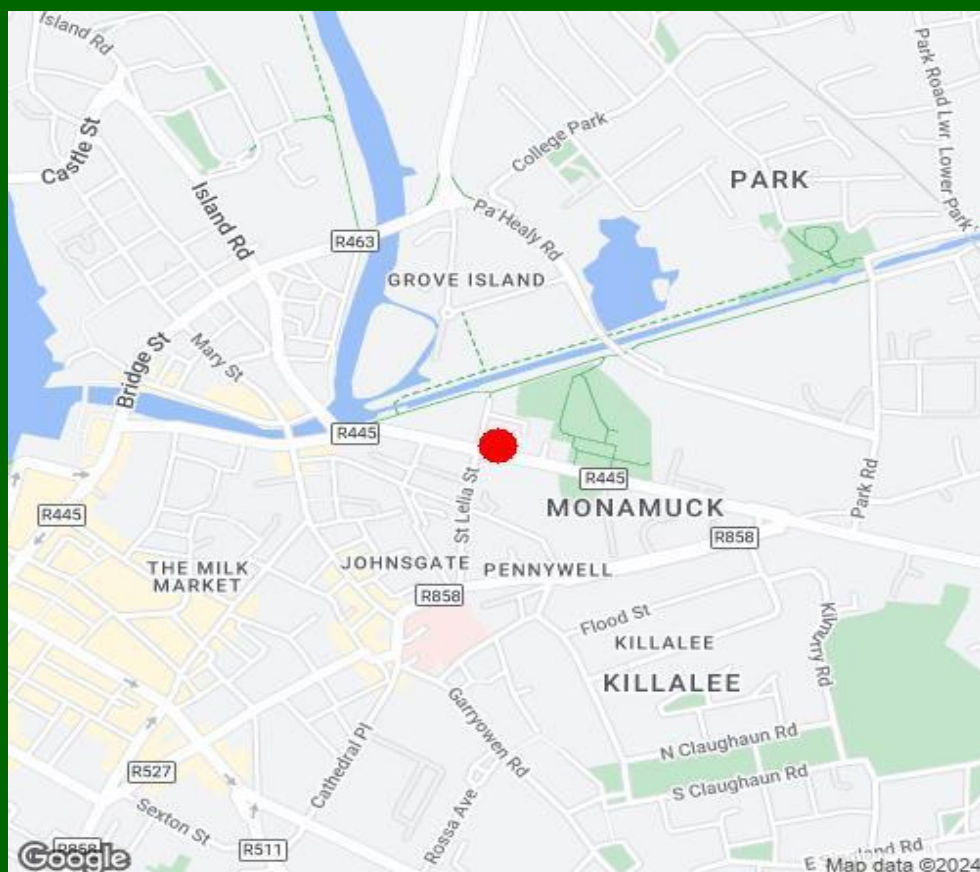 Island Rd
Park Road Lwr
Lower Park
College Park
Castle St
PARK
Island Rd
Pa Healy Rd
R463
GROVE ISLAND
Mary St
Bridge St
R445
R445
St Lelia St
MONAMUCK
Park Rd
R445
R858
THE MILK
MARKET
JOHNSGATE
PENNYWELL
R858
Flood St
KILLALEE
KILLALEE
Garryowen Rd
N Claughaun Rd
Cathedral Pl
R527
S Claughaun Rd
Sexton St
Rossa Ave
R858
R511
Google
Map data ©2024